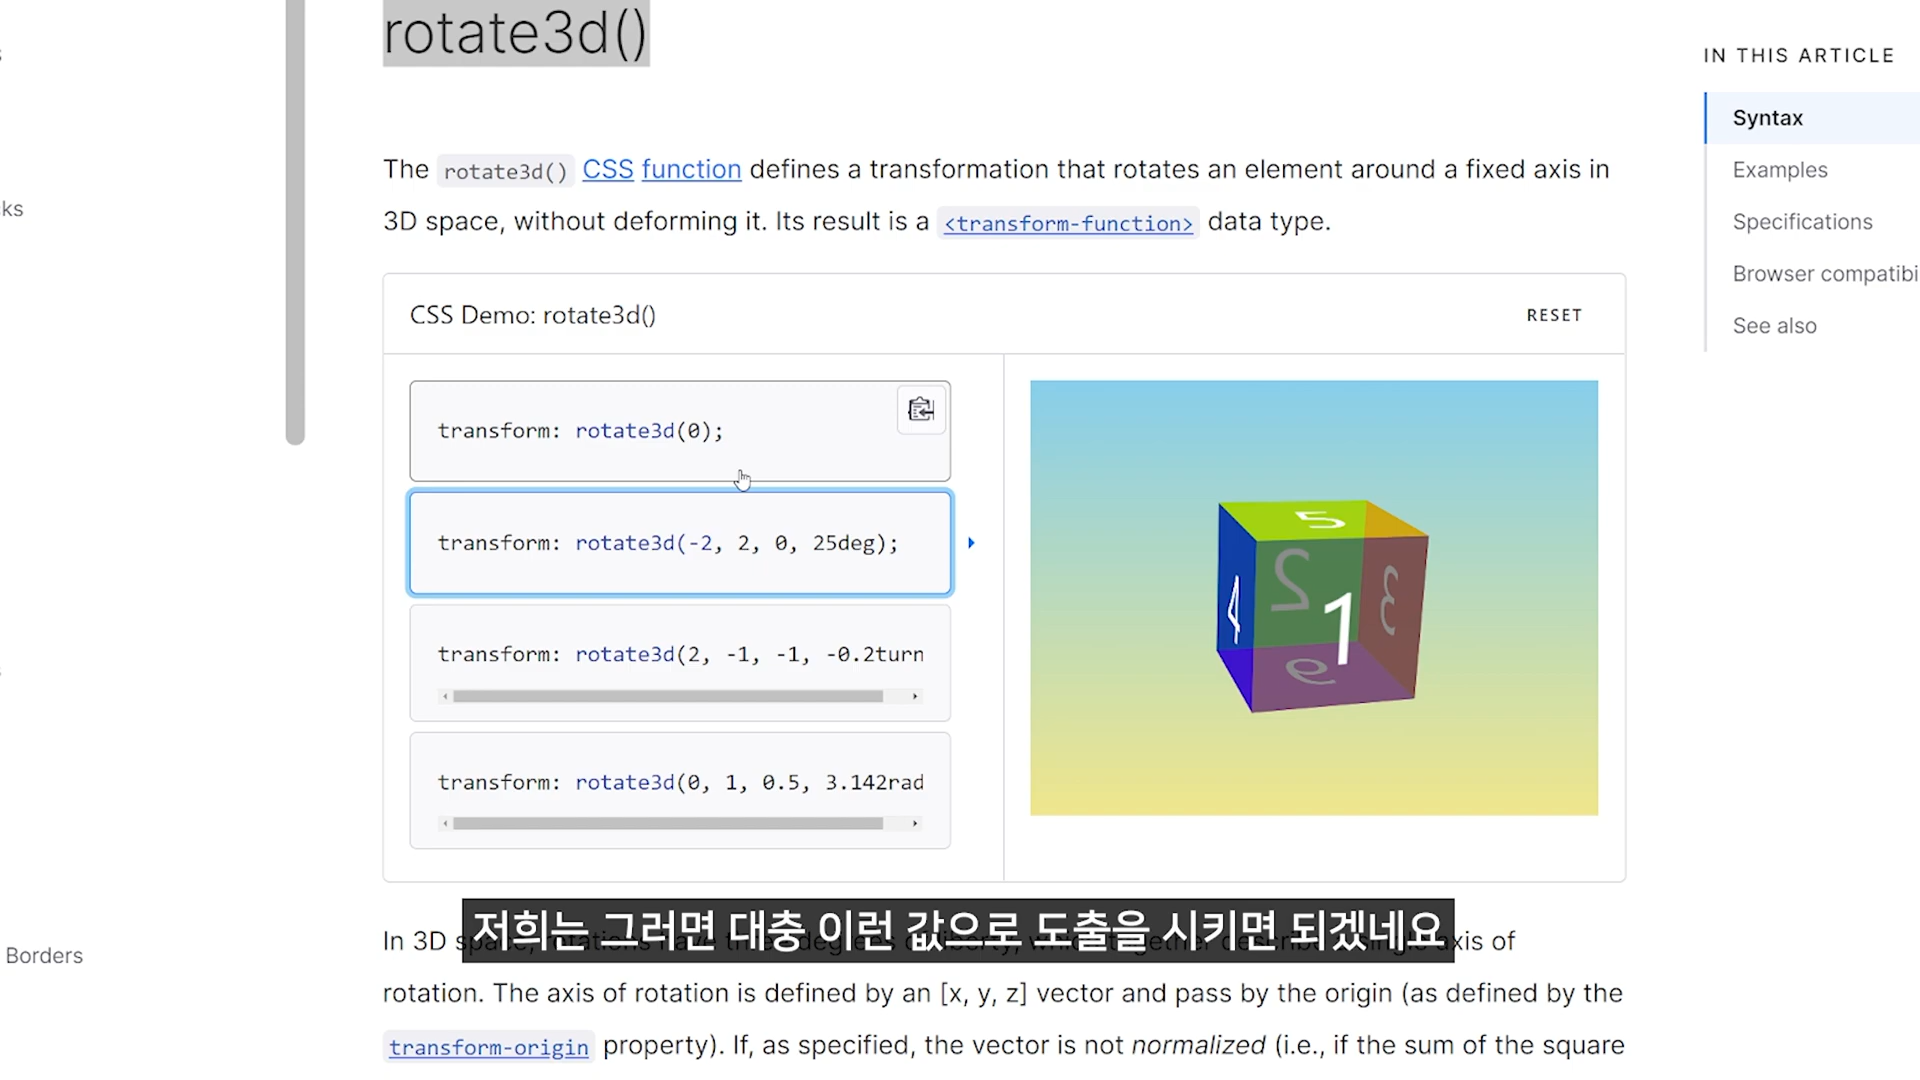 rotate3d()
IN THIS ARTICLE
Syntax
Examples
Specifications
Browser compatibi
See also
cks
Borders
The rotate3d() CSS function defines a transformation that rotates an element around a fixed axis in
3D space, without deforming it. Its result is a <transform-function> data type.
CSS Demo: rotate3d()
RESET
transform: rotate3d(0);
transform: rotate3d(-2, 2, 0, 25deg);
transform: rotate3d(2, -1, -1, -0.2turn
transform: rotate3d(0, 1, 0.5, 3.142rad
5
2
4
1
3
6
저희는 그러면 대충 이런 값으로 도출을 시키면 되겠네요
In 3D axis of
rotation. The axis of rotation is defined by an [x, y, z] vector and pass by the origin (as defined by the
transform-origin property). If, as specified, the vector is not normalized (i.e., if the sum of the square